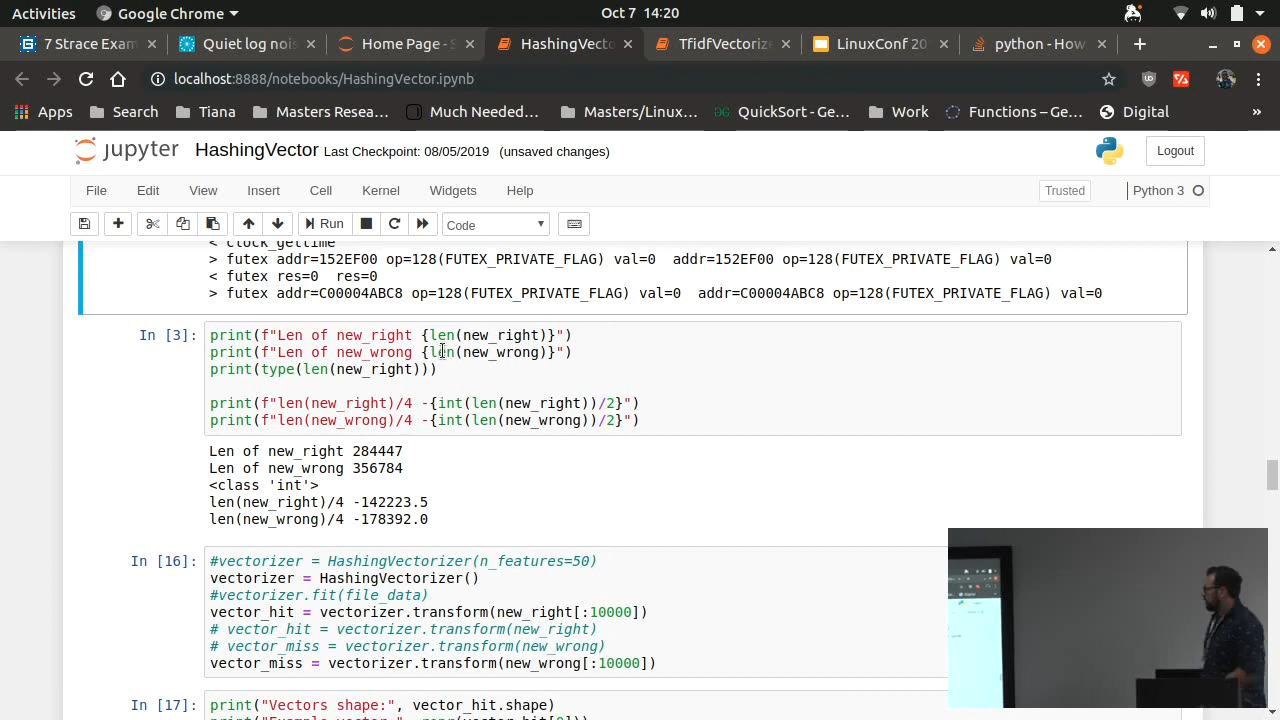 Activities Google Chrome Oct 7 14:20
7 Strace Exam Quiet log nois Home Page - S HashingVecto TfidfVectorize LinuxConf 20 python - How
localhost:8888/notebooks/HashingVector.ipynb
Apps Search Tiana Masters Resea... Much Needed... Masters/Linux... QuickSort - Ge... Work Functions – Ge... Digital »
jupyter HashingVector Last Checkpoint: 08/05/2019 (unsaved changes) Logout
File Edit View Insert Cell Kernel Widgets Help Trusted Python 3
Run Code
< clock_gettime
> futex addr=152EF00 op=128(FUTEX_PRIVATE_FLAG) val=0  addr=152EF00 op=128(FUTEX_PRIVATE_FLAG) val=0
< futex res=0  res=0
> futex addr=C00004ABC8 op=128(FUTEX_PRIVATE_FLAG) val=0  addr=C00004ABC8 op=128(FUTEX_PRIVATE_FLAG) val=0
In [3]: print(f"Len of new_right {len(new_right)}")
print(f"Len of new_wrong {len(new_wrong)}")
print(type(len(new_right)))
print(f"len(new_right)/4 -{int(len(new_right))/2}")
print(f"len(new_wrong)/4 -{int(len(new_wrong))/2}")
Len of new_right 284447
Len of new_wrong 356784
<class 'int'>
len(new_right)/4 -142223.5
len(new_wrong)/4 -178392.0
In [16]: #vectorizer = HashingVectorizer(n_features=50)
vectorizer = HashingVectorizer()
#vectorizer.fit(file_data)
vector_hit = vectorizer.transform(new_right[:10000])
# vector_hit = vectorizer.transform(new_right)
# vector_miss = vectorizer.transform(new_wrong)
vector_miss = vectorizer.transform(new_wrong[:10000])
In [17]: print("Vectors shape:", vector_hit.shape)